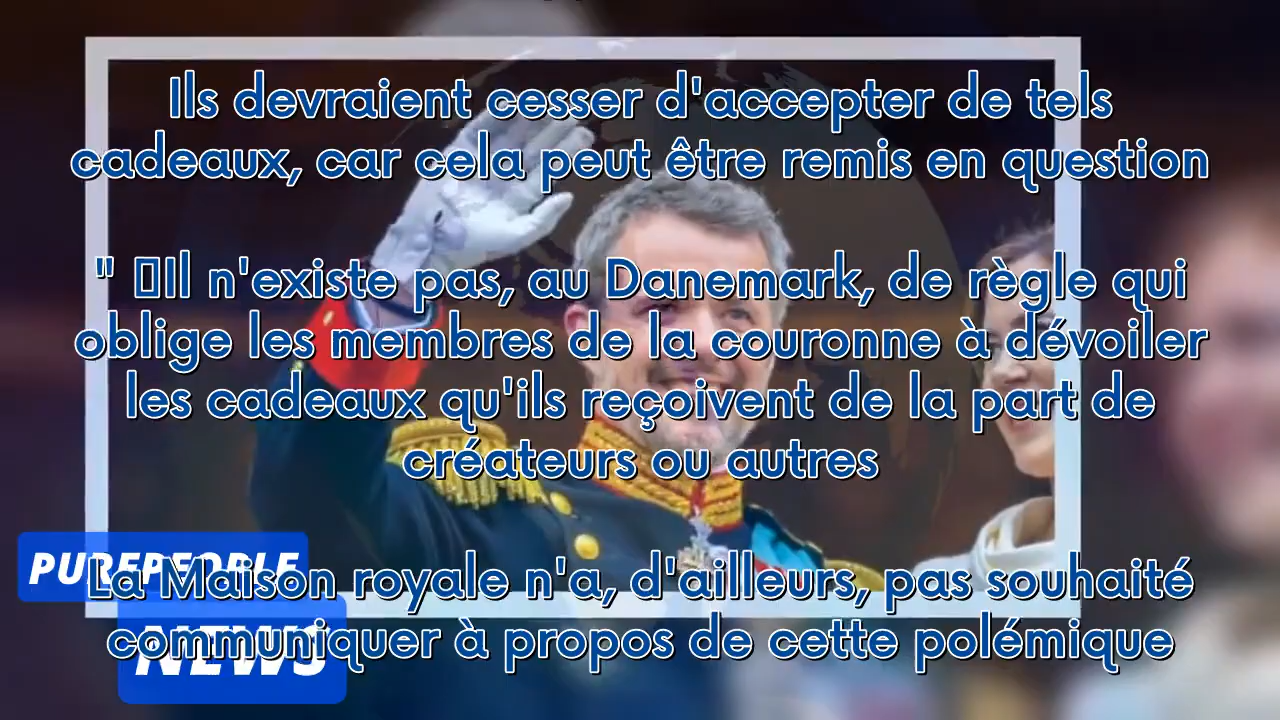 Ils devraient cesser d'accepter de tels
cadeaux, car cela peut être remis en question
" Il n'existe pas, au Danemark, de règle qui
oblige les membres de la couronne à dévoiler
les cadeaux qu'ils reçoivent de la part de
créateurs ou autres
PUREPEOPLE
La Maison royale n'a, d'ailleurs, pas souhaité
communiquer à propos de cette polémique
NEWS